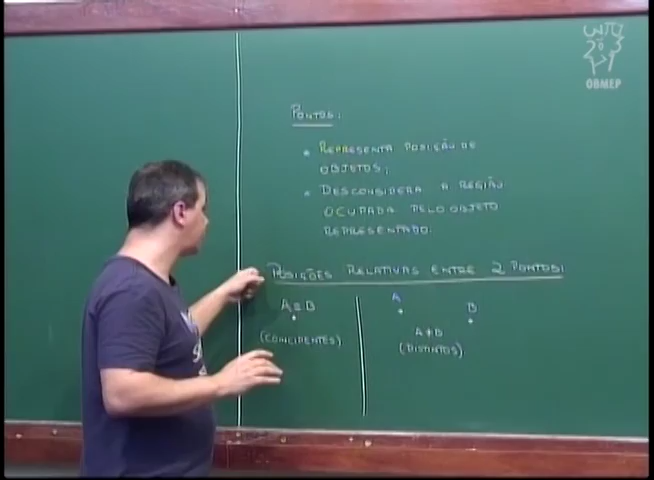 PONTOS:
• REPRESENTA POSIÇÃO DE
OBJETOS;
• DESCONSIDERA A REGIÃO
OCUPADA PELO OBJETO
REPRESENTADO.
POSIÇÕES RELATIVAS ENTRE 2 PONTOS:
A≡B
(COINCIDENTES)
A
B
A≠B
(DISTINTOS)
OBMEP